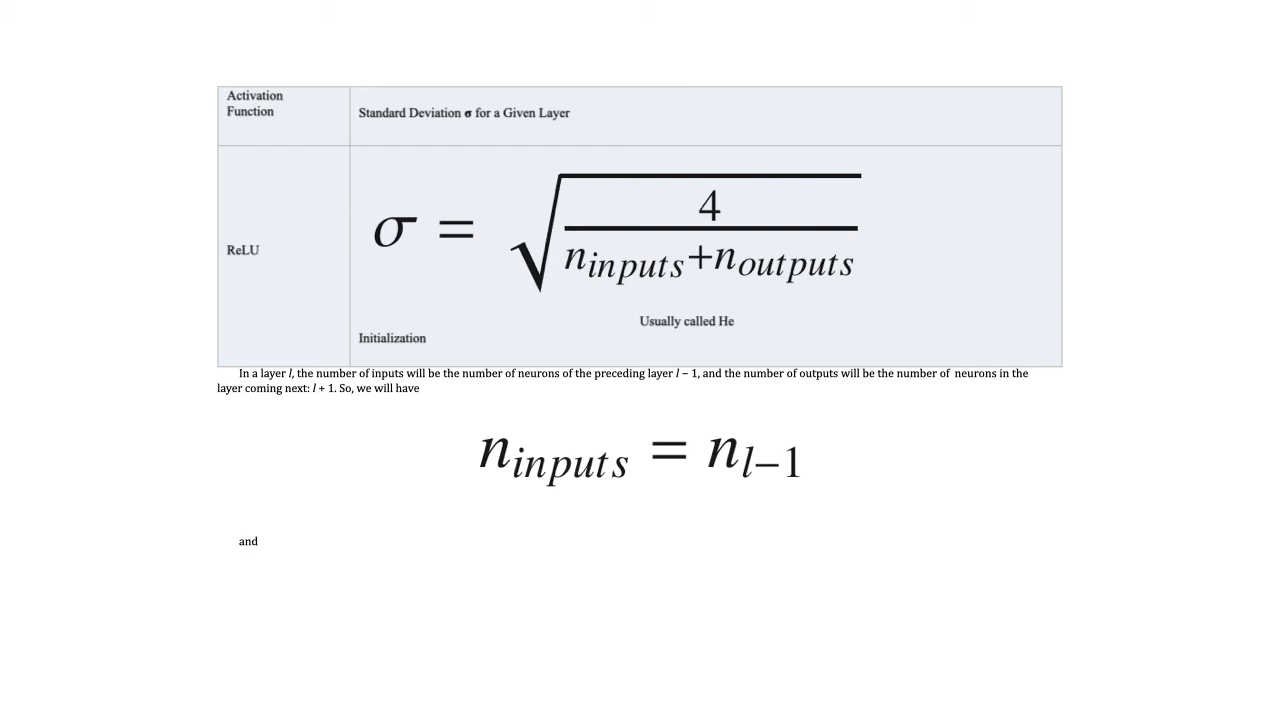 Activation
Function
Standard Deviation σ for a Given Layer
ReLU
σ = √(4 / (n_inputs+n_outputs))
Usually called He
Initialization
In a layer l, the number of inputs will be the number of neurons of the preceding layer l − 1, and the number of outputs will be the number of neurons in the
layer coming next: l + 1. So, we will have
n_inputs = n_{l−1}
and